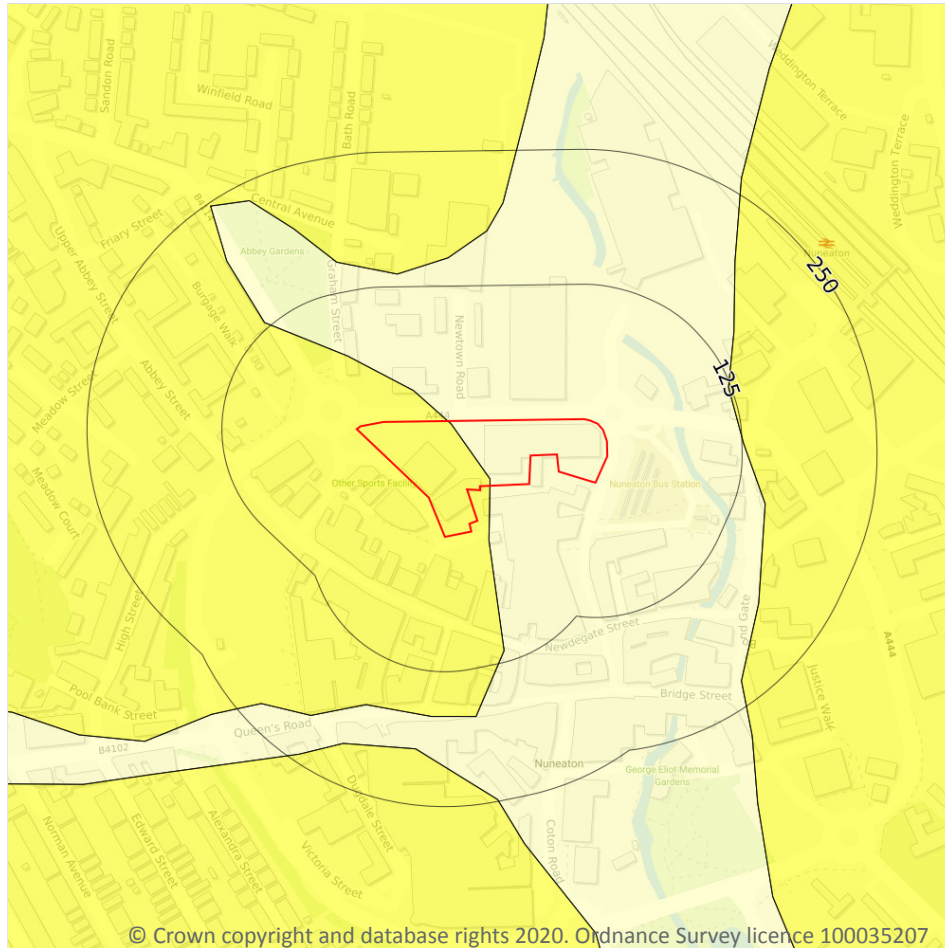 Sandon Road
Winfield Road
Bath Road
Weddington Terrace
Weddington Terrace
Central Avenue
Friary Street
Upper Abbey Street
Abbey Gardens
Graham Street
Burgage Walk
Nuneaton
250
Newtown Road
125
Meadow Street
Abbey Street
Other Sports Facili
Nuneaton Bus Station
Meadow Court
High Street
Newdegate Street
A444
Justice Walk
Pool Bank Street
Bridge Street
Queen's Road
B4102
Nuneaton
George Eliot Memorial
Gardens
Dugdale Street
Coton Road
Norman Avenue
Edward Street
Alexandra Street
Victoria Street
© Crown copyright and database rights 2020. Ordnance Survey licence 100035207